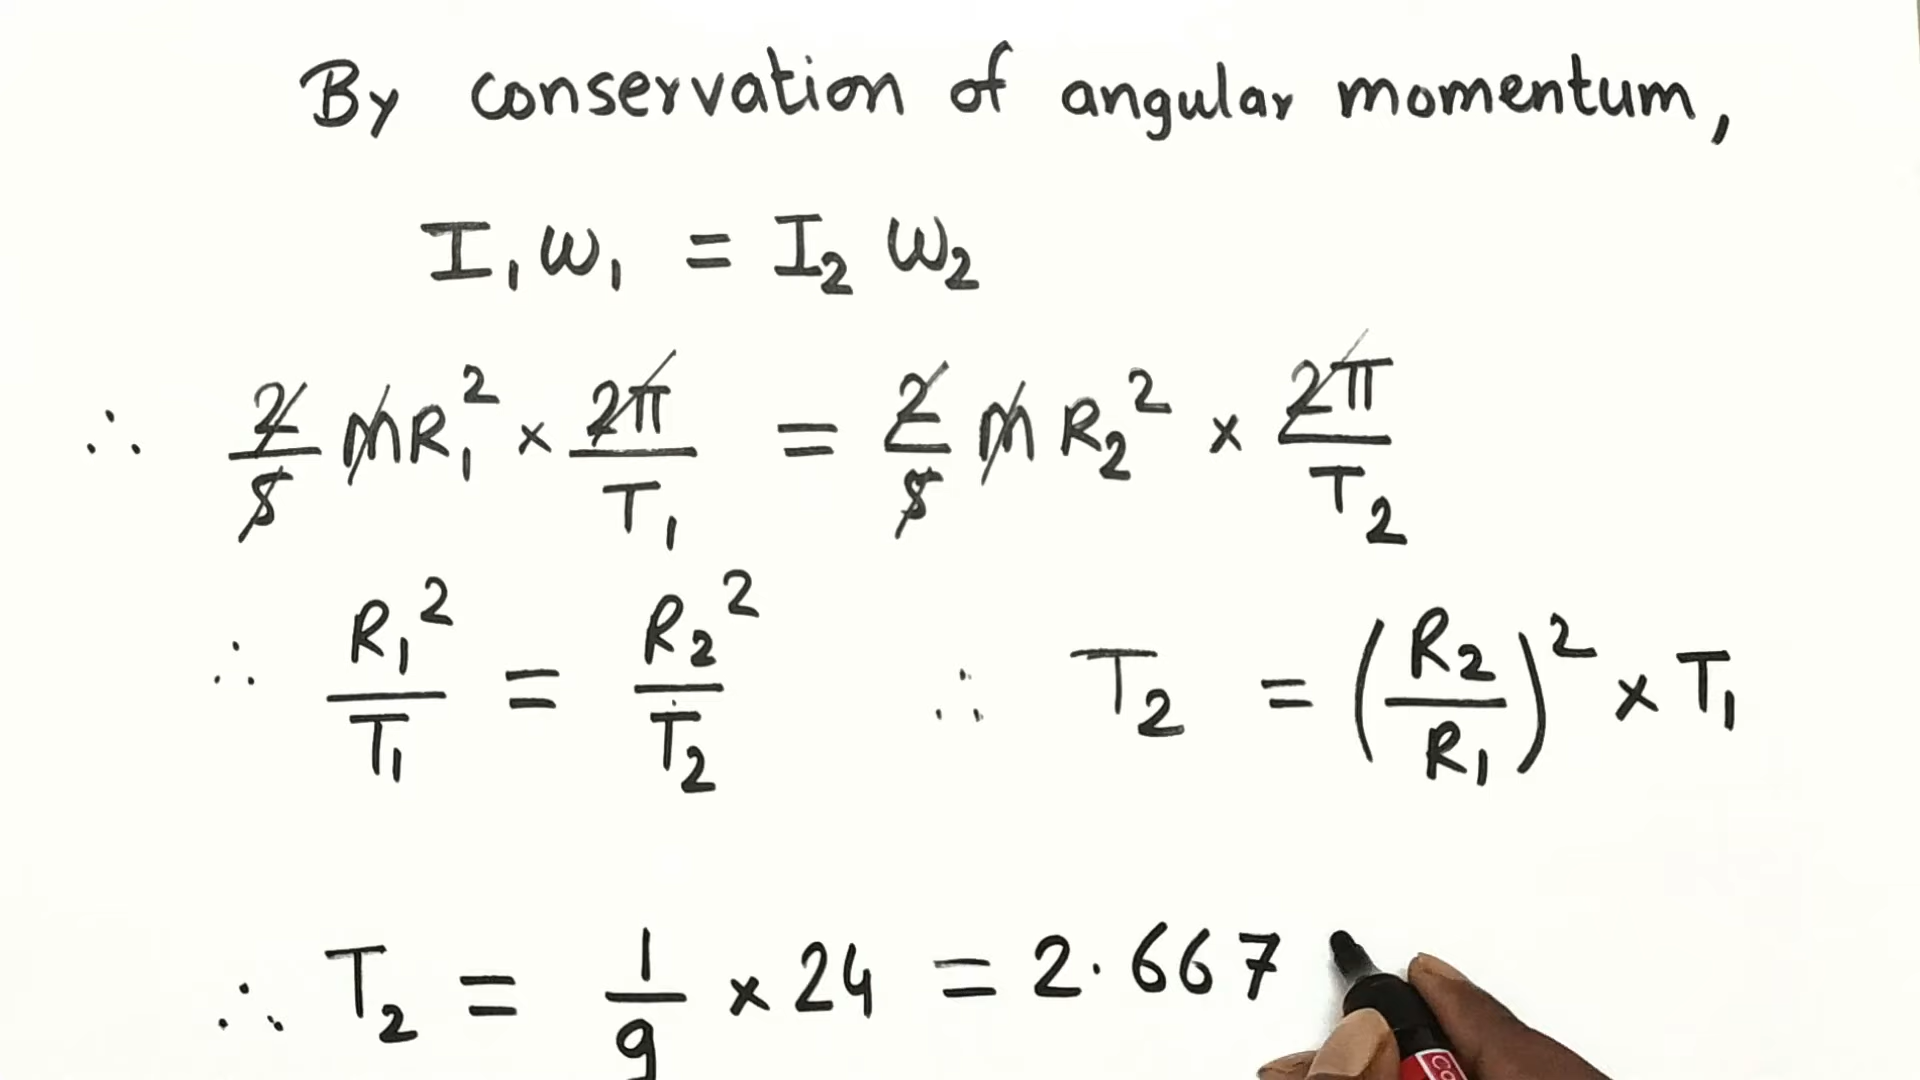 By conservation of angular momentum,
I₁ω₁ = I₂ω₂
∴ 2/5 mR₁² × 2π/T₁ = 2/5 mR₂² × 2π/T₂
∴ R₁²/T₁ = R₂²/T₂ ∴ T₂ = (R₂/R₁)² × T₁
∴ T₂ = 1/9 × 24 = 2.667
Co